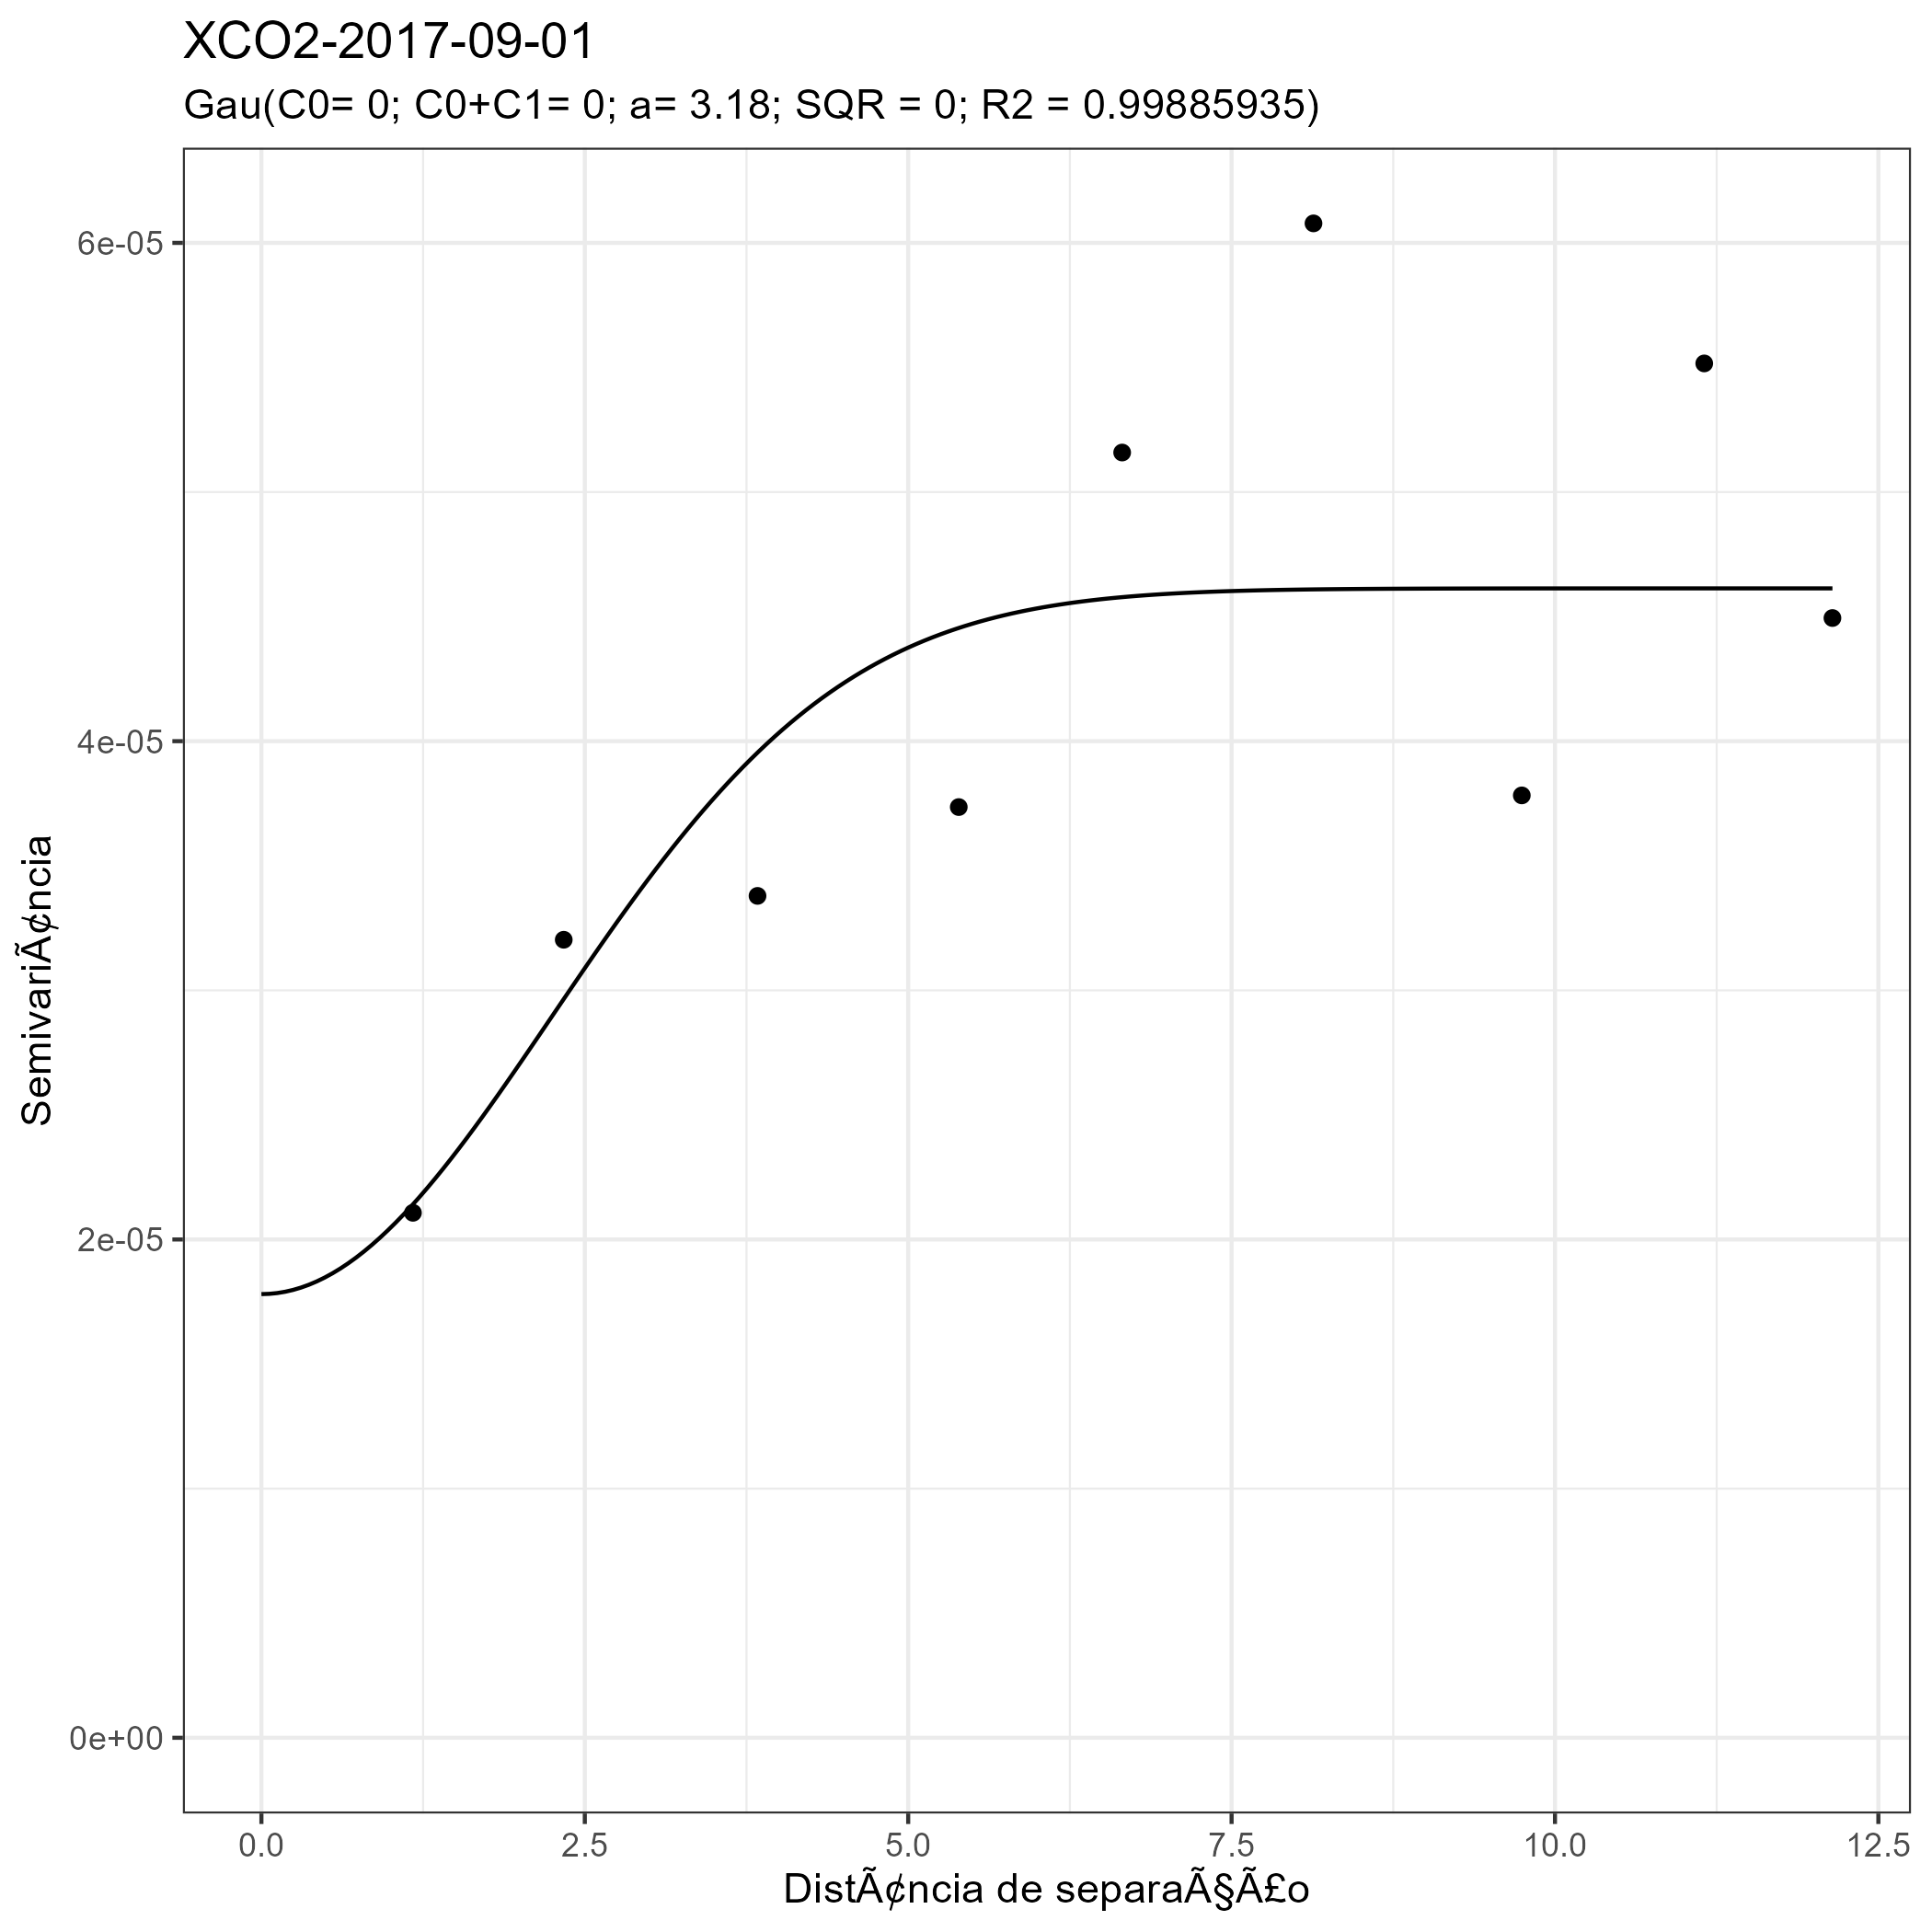 XCO2-2017-09-01
Gau(C0= 0; C0+C1= 0; a= 3.18; SQR = 0; R2 = 0.99885935)
6e-05
4e-05
2e-05
0e+00
SemivariÃ¢ncia
0.0 2.5 5.0 7.5 10.0 12.5
DistÃ¢ncia de separaÃ§Ã£o